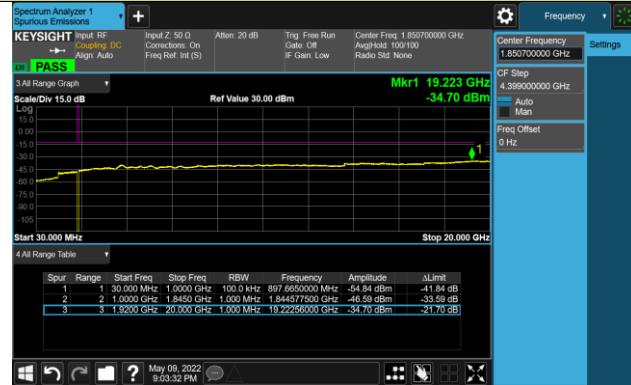 Spectrum Analyzer 1
Spurious Emissions
+
Frequency
KEYSIGHT
Input: RF
Coupling: DC
Align: Auto
Input Z: 50 Ω
Corrections: On
Freq Ref: Int (S)
Atten: 20 dB
Trig: Free Run
Gate: Off
IF Gain: Low
Center Freq: 1.850700000 GHz
Avg|Hold: 100/100
Radio Std: None
PASS
3 All Range Graph
Mkr1 19.223 GHz
Scale/Div 15.0 dB
Ref Value 30.00 dBm
-34.70 dBm
Log
15.0
0.00
-15.0
-30.0
-45.0
-60.0
-75.0
-90.0
-105
1
Start 30.000 MHz
Stop 20.000 GHz
4 All Range Table
Spur Range Start Freq Stop Freq RBW Frequency Amplitude ΔLimit
1 1 30.000 MHz 1.0000 GHz 100.0 kHz 897.6650000 MHz -54.84 dBm -41.84 dB
2 2 1.0000 GHz 1.8450 GHz 1.000 MHz 1.844577500 GHz -46.59 dBm -33.59 dB
3 3 1.9200 GHz 20.000 GHz 1.000 MHz 19.22256000 GHz -34.70 dBm -21.70 dB
May 09, 2022
9:03:32 PM
?
Center Frequency
1.850700000 GHz
Settings
CF Step
4.399000000 GHz
Auto
Man
Freq Offset
0 Hz